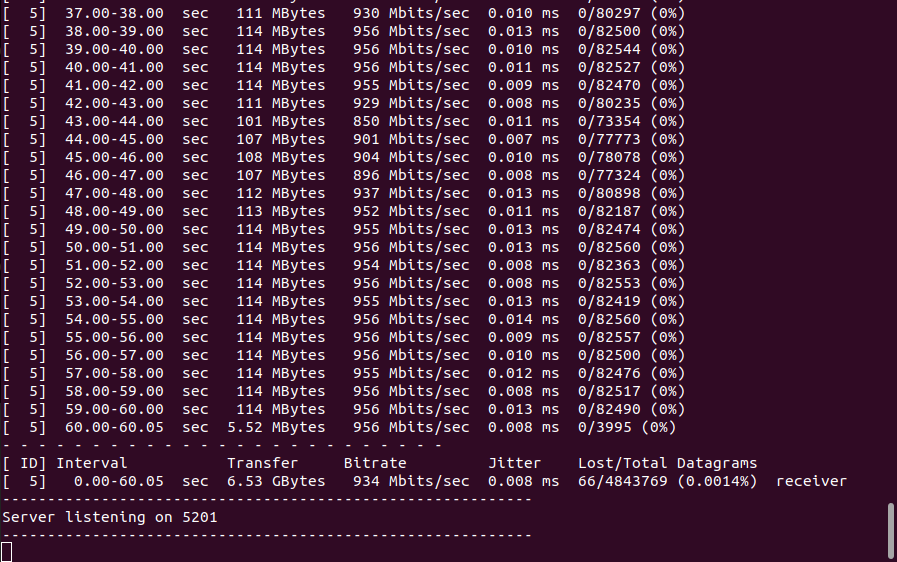 [  5]  37.00-38.00  sec   111 MBytes   930 Mbits/sec  0.010 ms  0/80297 (0%)
[  5]  38.00-39.00  sec   114 MBytes   956 Mbits/sec  0.013 ms  0/82500 (0%)
[  5]  39.00-40.00  sec   114 MBytes   956 Mbits/sec  0.010 ms  0/82544 (0%)
[  5]  40.00-41.00  sec   114 MBytes   956 Mbits/sec  0.011 ms  0/82527 (0%)
[  5]  41.00-42.00  sec   114 MBytes   955 Mbits/sec  0.009 ms  0/82470 (0%)
[  5]  42.00-43.00  sec   111 MBytes   929 Mbits/sec  0.008 ms  0/80235 (0%)
[  5]  43.00-44.00  sec   101 MBytes   850 Mbits/sec  0.011 ms  0/73354 (0%)
[  5]  44.00-45.00  sec   107 MBytes   901 Mbits/sec  0.007 ms  0/77773 (0%)
[  5]  45.00-46.00  sec   108 MBytes   904 Mbits/sec  0.010 ms  0/78078 (0%)
[  5]  46.00-47.00  sec   107 MBytes   896 Mbits/sec  0.008 ms  0/77324 (0%)
[  5]  47.00-48.00  sec   112 MBytes   937 Mbits/sec  0.013 ms  0/80898 (0%)
[  5]  48.00-49.00  sec   113 MBytes   952 Mbits/sec  0.011 ms  0/82187 (0%)
[  5]  49.00-50.00  sec   114 MBytes   955 Mbits/sec  0.013 ms  0/82474 (0%)
[  5]  50.00-51.00  sec   114 MBytes   956 Mbits/sec  0.013 ms  0/82560 (0%)
[  5]  51.00-52.00  sec   114 MBytes   954 Mbits/sec  0.008 ms  0/82363 (0%)
[  5]  52.00-53.00  sec   114 MBytes   956 Mbits/sec  0.008 ms  0/82553 (0%)
[  5]  53.00-54.00  sec   114 MBytes   955 Mbits/sec  0.013 ms  0/82419 (0%)
[  5]  54.00-55.00  sec   114 MBytes   956 Mbits/sec  0.014 ms  0/82560 (0%)
[  5]  55.00-56.00  sec   114 MBytes   956 Mbits/sec  0.009 ms  0/82557 (0%)
[  5]  56.00-57.00  sec   114 MBytes   956 Mbits/sec  0.010 ms  0/82500 (0%)
[  5]  57.00-58.00  sec   114 MBytes   955 Mbits/sec  0.012 ms  0/82476 (0%)
[  5]  58.00-59.00  sec   114 MBytes   956 Mbits/sec  0.008 ms  0/82517 (0%)
[  5]  59.00-60.00  sec   114 MBytes   956 Mbits/sec  0.013 ms  0/82490 (0%)
[  5]  60.00-60.05  sec  5.52 MBytes   956 Mbits/sec  0.008 ms  0/3995 (0%)
- - - - - - - - - - - - - - - - - - - - - - - - -
[ ID] Interval           Transfer     Bitrate         Jitter    Lost/Total Datagrams
[  5]   0.00-60.05  sec  6.53 GBytes   934 Mbits/sec  0.008 ms  66/4843769 (0.0014%)  receiver
-----------------------------------------------------------
Server listening on 5201
-----------------------------------------------------------